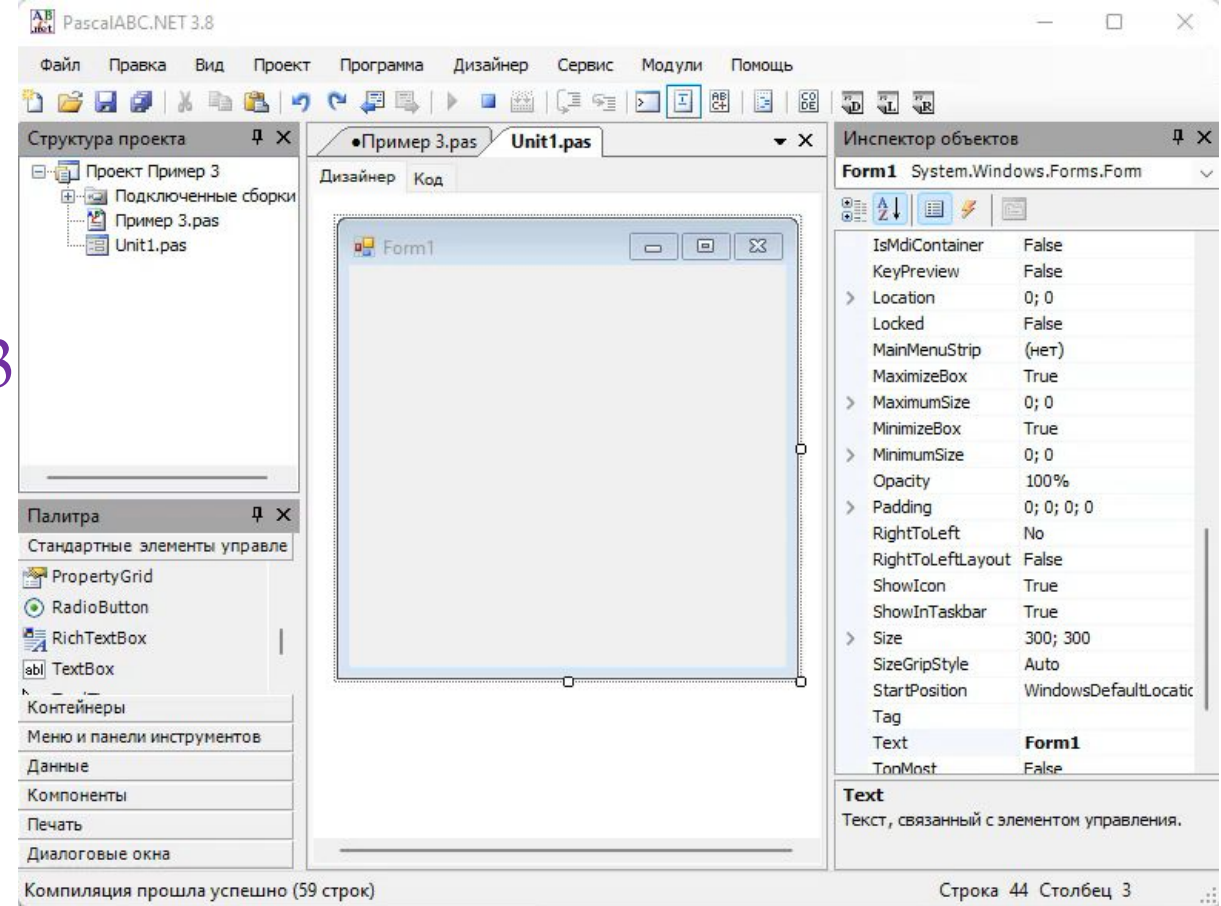 PascalABC.NET 3.8
Файл Правка Вид Проект Программа Дизайнер Сервис Модули Помощь
Структура проекта
Проект Пример 3
Подключенные сборки
Пример 3.pas
Unit1.pas
3
Палитра
Стандартные элементы управле
PropertyGrid
RadioButton
RichTextBox
abl TextBox
Контейнеры
Меню и панели инструментов
Данные
Компоненты
Печать
Диалоговые окна
•Пример 3.pas Unit1.pas
Дизайнер Код
Form1
Инспектор объектов
Form1 System.Windows.Forms.Form
IsMdiContainer False
KeyPreview False
Location 0; 0
Locked False
MainMenuStrip (нет)
MaximizeBox True
MaximumSize 0; 0
MinimizeBox True
MinimumSize 0; 0
Opacity 100%
Padding 0; 0; 0; 0
RightToLeft No
RightToLeftLayout False
ShowIcon True
ShowInTaskbar True
Size 300; 300
SizeGripStyle Auto
StartPosition WindowsDefaultLocatic
Tag
Text Form1
TopMost False
Text
Текст, связанный с элементом управления.
Компиляция прошла успешно (59 строк)
Строка 44 Столбец 3